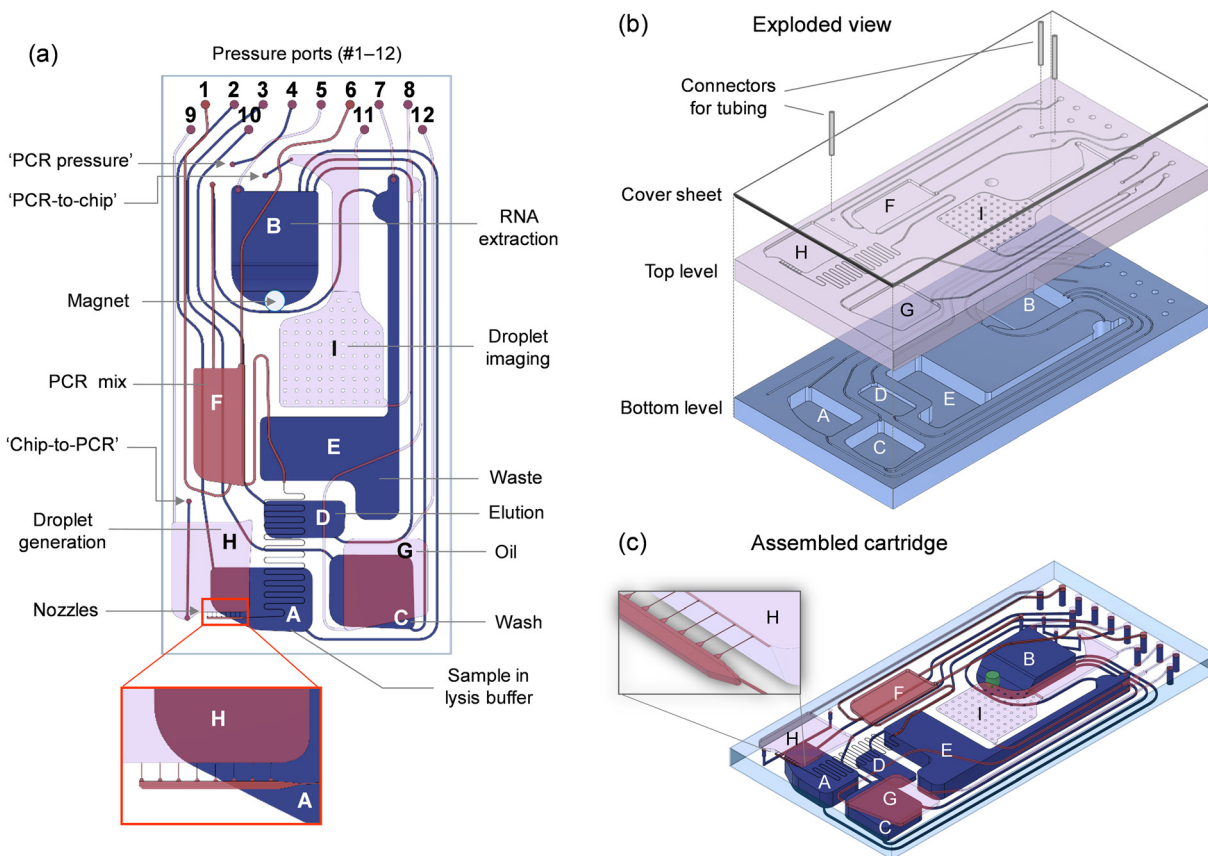 (a)
Pressure ports (#1–12)
1 2 3 4 5 6 7 8
9 10 11 12
‘PCR pressure’
‘PCR-to-chip’
B
RNA
extraction
Magnet
I
Droplet
imaging
PCR mix
F
E
‘Chip-to-PCR’
Waste
D
Elution
Droplet
generation
H
G
Oil
Nozzles
A
C
Wash
Sample in
lysis buffer
H
A
(b)
Exploded view
Connectors
for tubing
Cover sheet
F
I
H
Top level
G
B
D
E
Bottom level
A
C
(c)
Assembled cartridge
H
B
F
I
H
E
A
D
G
C